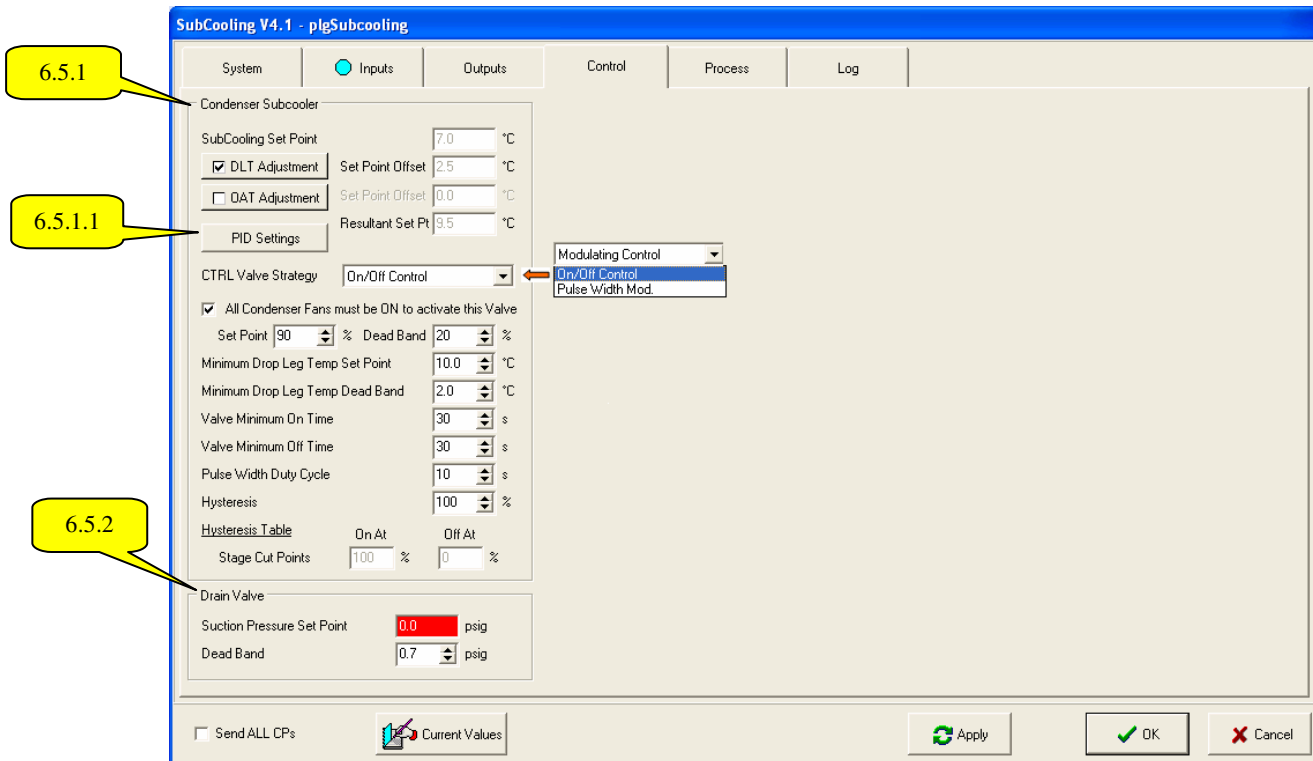 SubCooling V4.1 - plgSubcooling
System Inputs Outputs Control Process Log
6.5.1
Condenser Subcooler
SubCooling Set Point 7.0 °C
DLT Adjustment Set Point Offset 2.5 °C
OAT Adjustment Set Point Offset 0.0 °C
6.5.1.1
Resultant Set Pt 9.5 °C
PID Settings
CTRL Valve Strategy On/Off Control
Modulating Control
On/Off Control
Pulse Width Mod.
All Condenser Fans must be ON to activate this Valve
Set Point 90 % Dead Band 20 %
Minimum Drop Leg Temp Set Point 10.0 °C
Minimum Drop Leg Temp Dead Band 2.0 °C
Valve Minimum On Time 30 s
Valve Minimum Off Time 30 s
Pulse Width Duty Cycle 10 s
Hysteresis 100 %
Hysteresis Table On At Off At
Stage Cut Points 100 % 0 %
6.5.2
Drain Valve
Suction Pressure Set Point 0.0 psig
Dead Band 0.7 psig
Send ALL CPs Current Values Apply OK Cancel